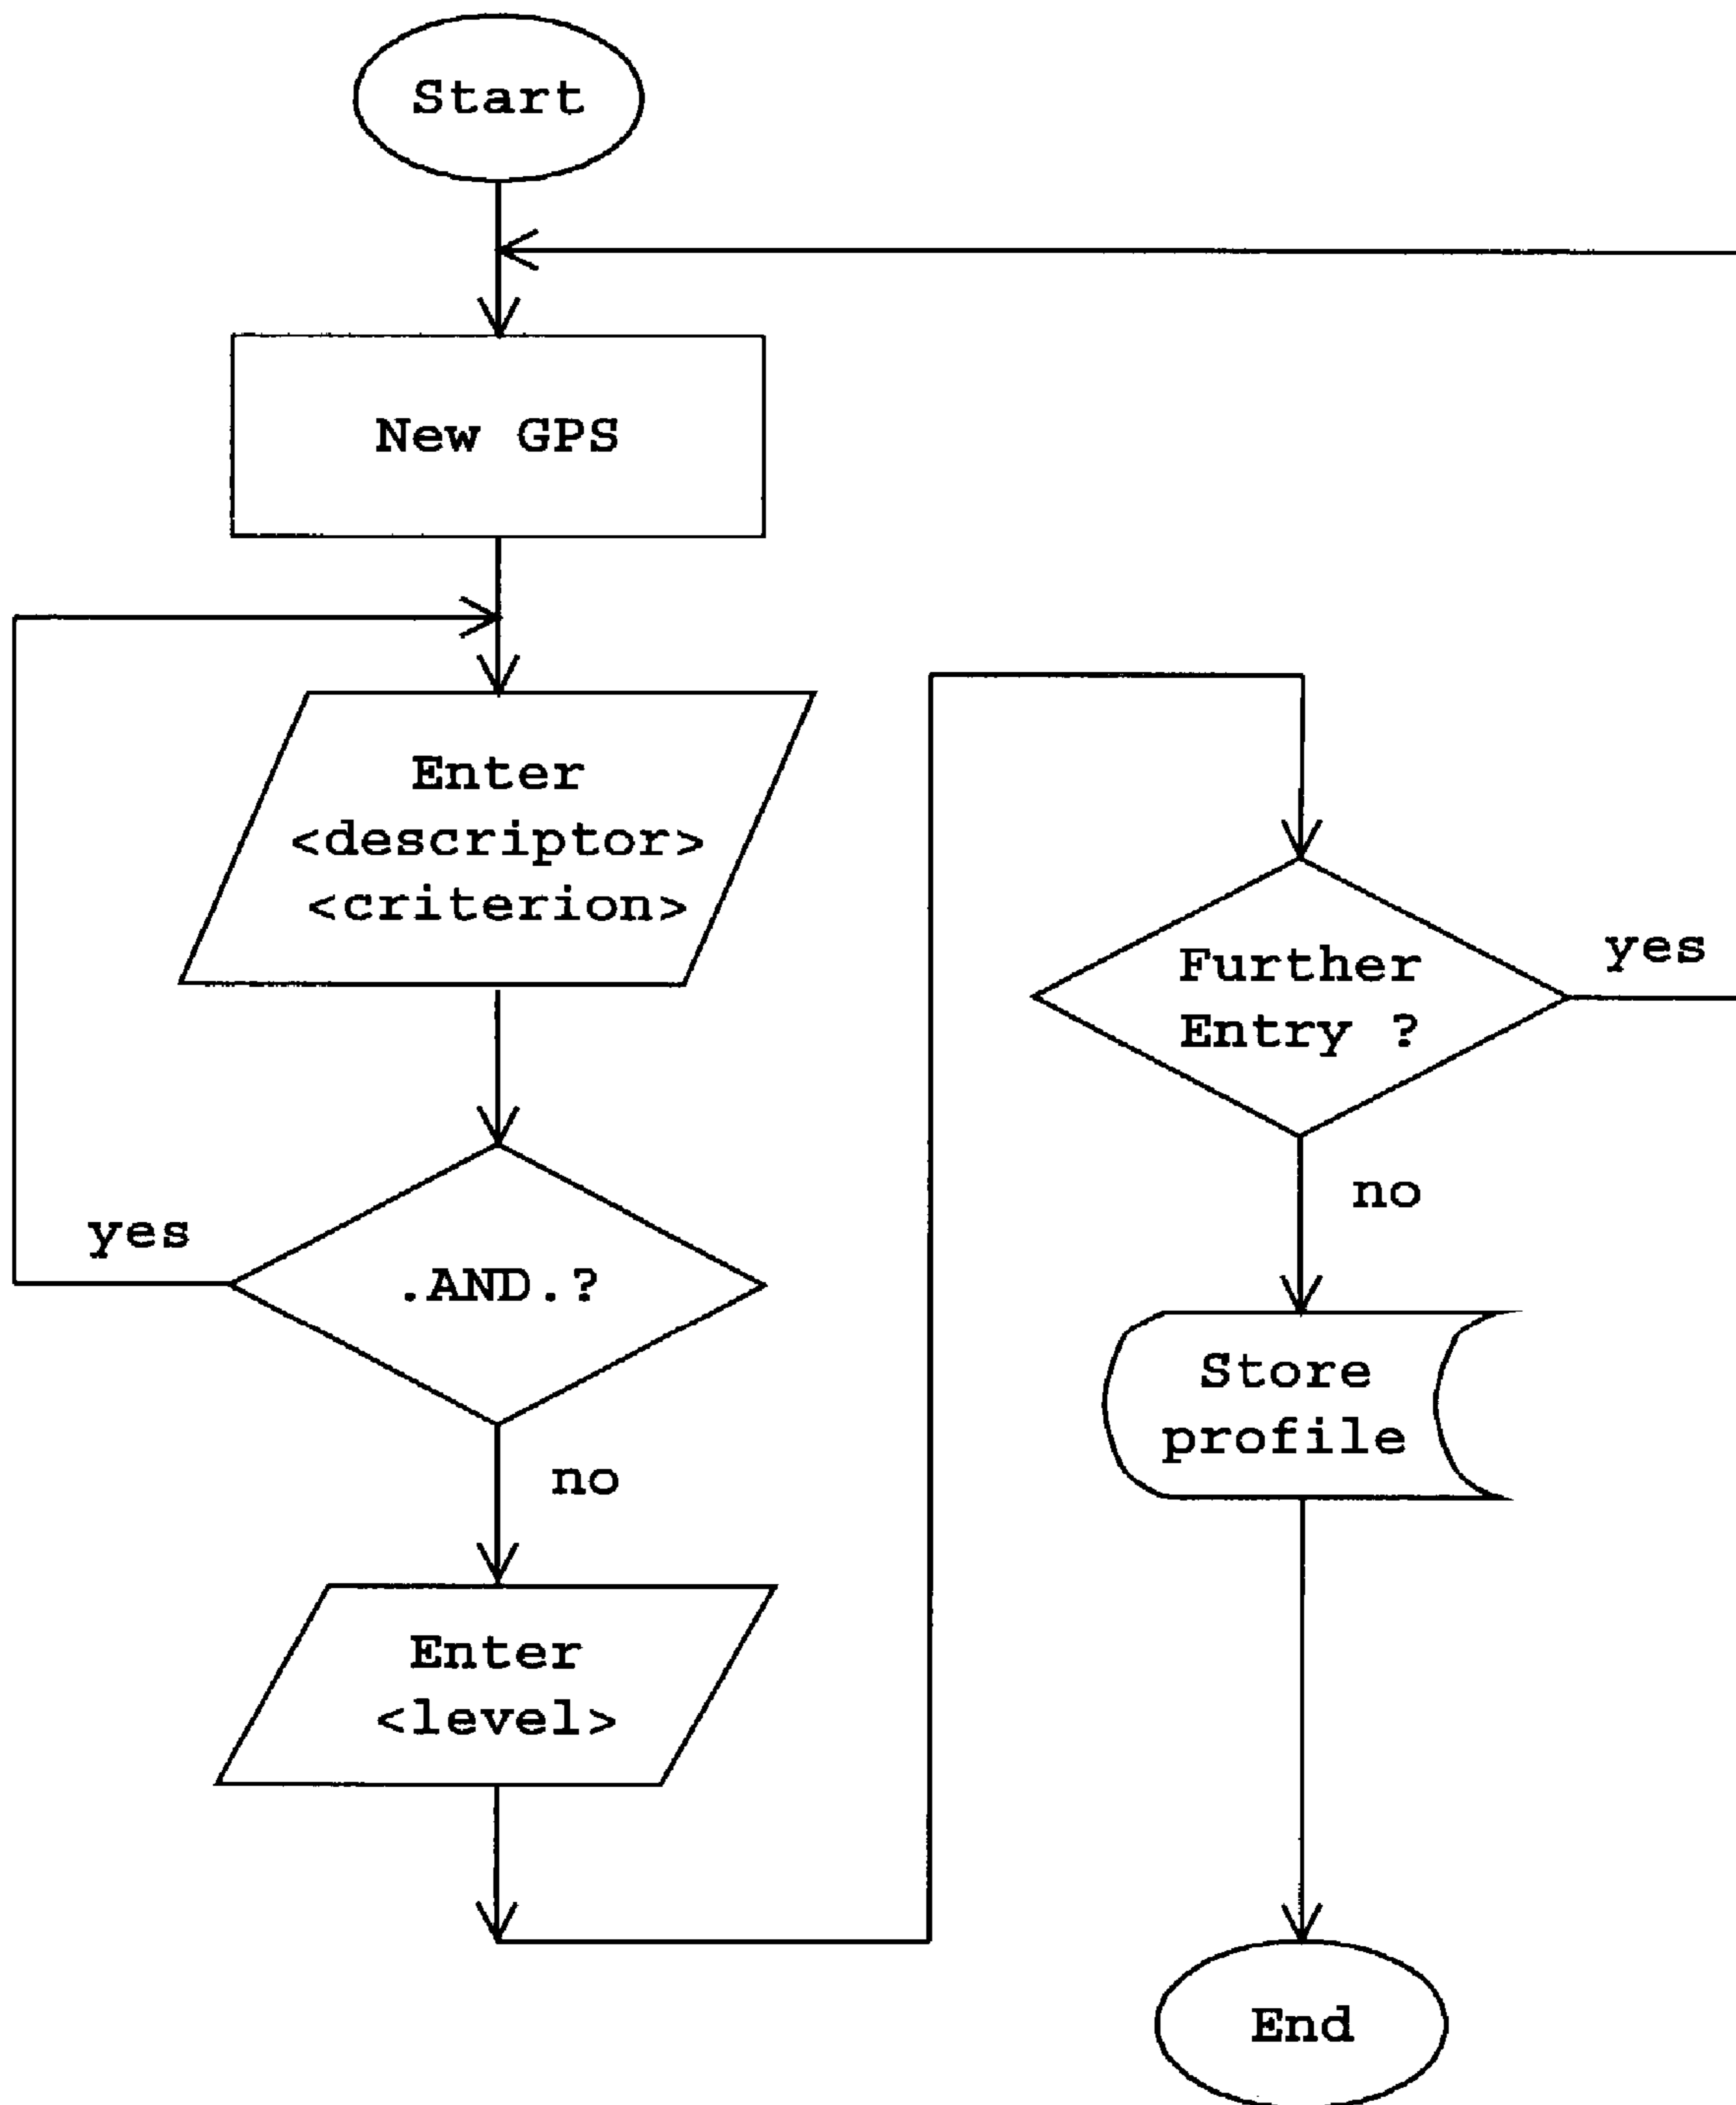 Start
New GPS
Enter
<descriptor>
<criterion>
yes
.AND.?
no
Enter
<level>
Further
Entry ?
yes
no
Store
profile
End